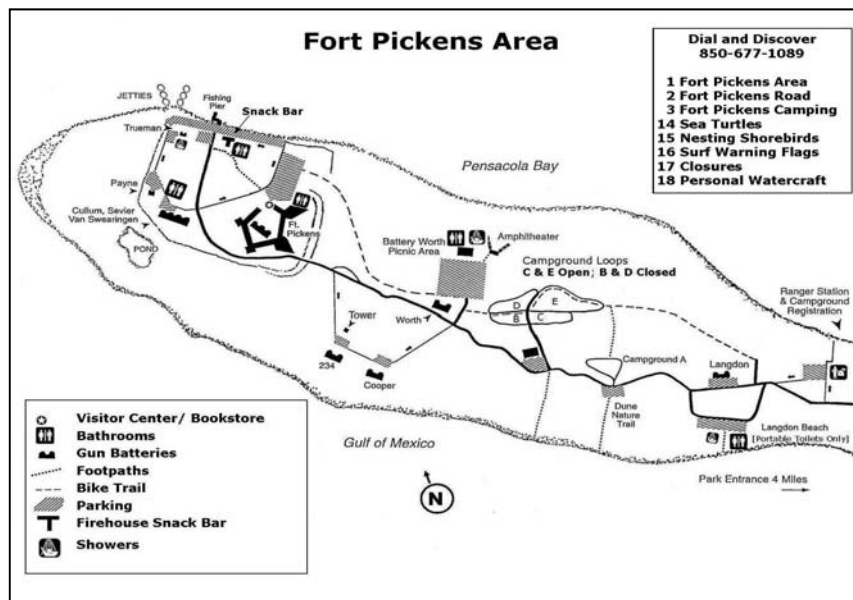 Fort Pickens Area
Dial and Discover
850-677-1089
1 Fort Pickens Area
2 Fort Pickens Road
3 Fort Pickens Camping
14 Sea Turtles
15 Nesting Shorebirds
16 Surf Warning Flags
17 Closures
18 Personal Watercraft
JETTIES
Fishing
Pier
Snack Bar
Trueman
Pensacola Bay
Payne
Cullum, Sevier
Van Swearingen
POND
Ft.
Pickens
Battery Worth
Picnic Area
Amphitheater
Campground Loops
C & E Open; B & D Closed
D
E
B
C
Ranger Station
& Campground
Registration
Tower
Worth
234
Cooper
Campground A
Langdon
Dune
Nature
Trail
Langdon Beach
[Portable Toilets Only]
Gulf of Mexico
N
Park Entrance 4 Miles
Visitor Center/ Bookstore
Bathrooms
Gun Batteries
Footpaths
Bike Trail
Parking
Firehouse Snack Bar
Showers